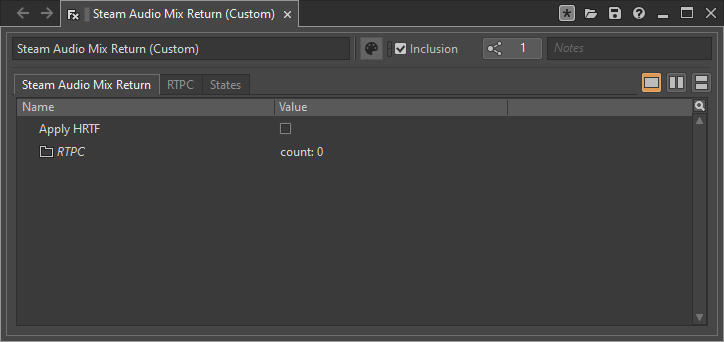 Fx Steam Audio Mix Return (Custom)
Steam Audio Mix Return (Custom) Inclusion 1 Notes
Steam Audio Mix Return RTPC States
Name Value
Apply HRTF
RTPC count: 0